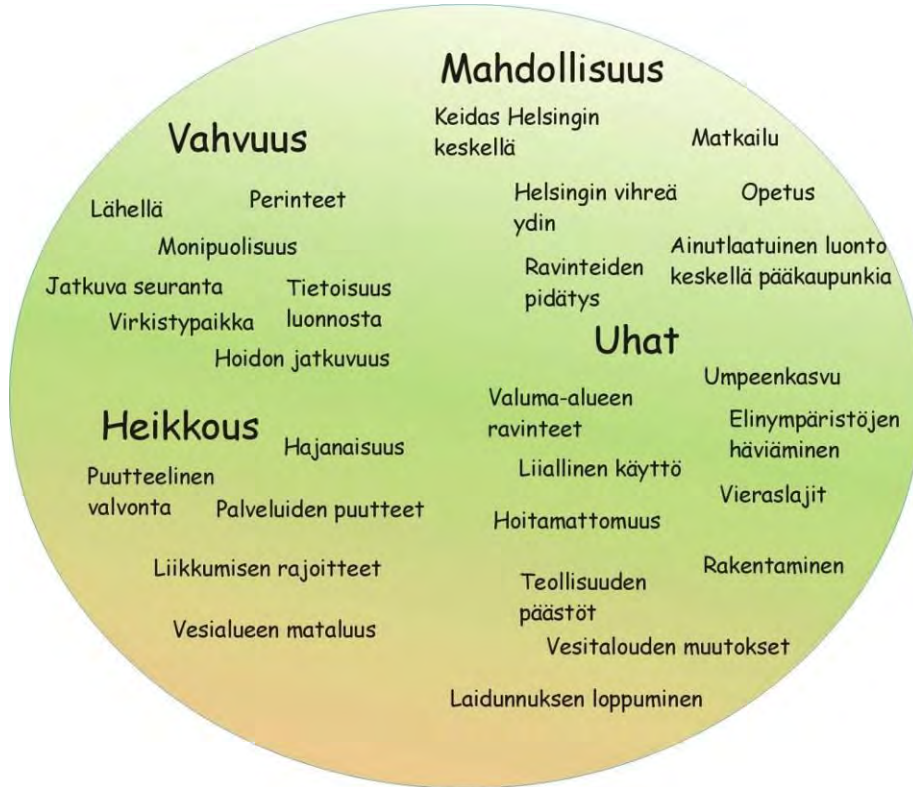 Vahvuus
Lähellä
Perinteet
Monipuolisuus
Jatkuva seuranta
Tietoisuus
luonnosta
Virkistypaikka
Hoidon jatkuvuus
Mahdollisuus
Keidas Helsingin
keskellä
Matkailu
Helsingin vihreä
ydin
Opetus
Ravinteiden
pidätys
Ainutlaatuinen luonto
keskellä pääkaupunkia
Heikkous
Hajanaisuus
Puutteelinen
valvonta
Palveluiden puutteet
Liikkumisen rajoitteet
Vesialueen mataluus
Uhat
Umpeenkasvu
Valuma-alueen
ravinteet
Elinympäristöjen
häviäminen
Liiallinen käyttö
Vieraslajit
Hoitamattomuus
Rakentaminen
Teollisuuden
päästöt
Vesitalouden muutokset
Laidunnuksen loppuminen